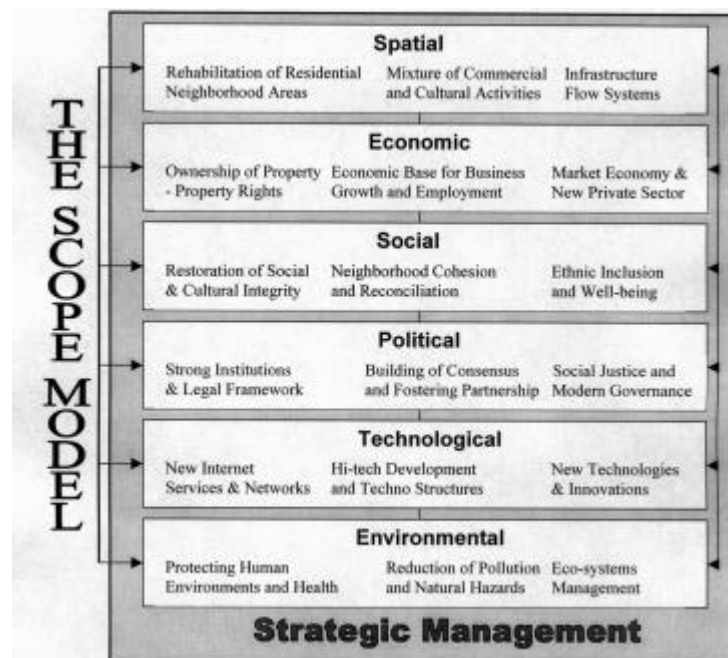 THE SCOPE MODEL
Spatial
Rehabilitation of Residential
Neighborhood Areas
Mixture of Commercial
and Cultural Activities
Infrastructure
Flow Systems
Economic
Ownership of Property
- Property Rights
Economic Base for Business
Growth and Employment
Market Economy &
New Private Sector
Social
Restoration of Social
& Cultural Integrity
Neighborhood Cohesion
and Reconciliation
Ethnic Inclusion
and Well-being
Political
Strong Institutions
& Legal Framework
Building of Consensus
and Fostering Partnership
Social Justice and
Modern Governance
Technological
New Internet
Services & Networks
Hi-tech Development
and Techno Structures
New Technologies
& Innovations
Environmental
Protecting Human
Environments and Health
Reduction of Pollution
and Natural Hazards
Eco-systems
Management
Strategic Management